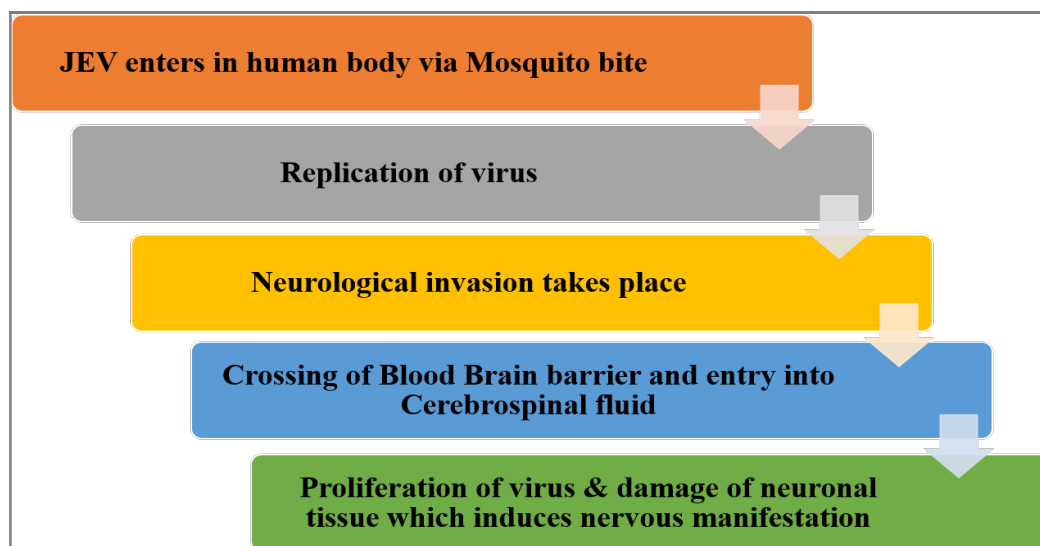 JEV enters in human body via Mosquito bite
Replication of virus
Neurological invasion takes place
Crossing of Blood Brain barrier and entry into
Cerebrospinal fluid
Proliferation of virus & damage of neuronal
tissue which induces nervous manifestation